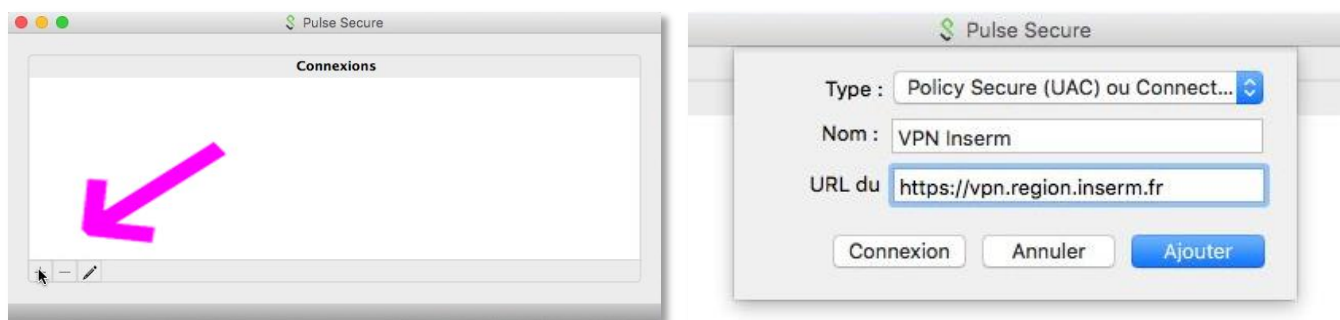 Pulse Secure
Connexions
Pulse Secure
Type : Policy Secure (UAC) ou Connect...
Nom : VPN Inserm
URL du https://vpn.region.inserm.fr
Connexion Annuler Ajouter